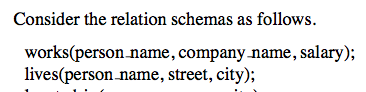 Consider the relation schemas as follows.
works(person_name, company_name, salary);
lives(person_name, street, city);